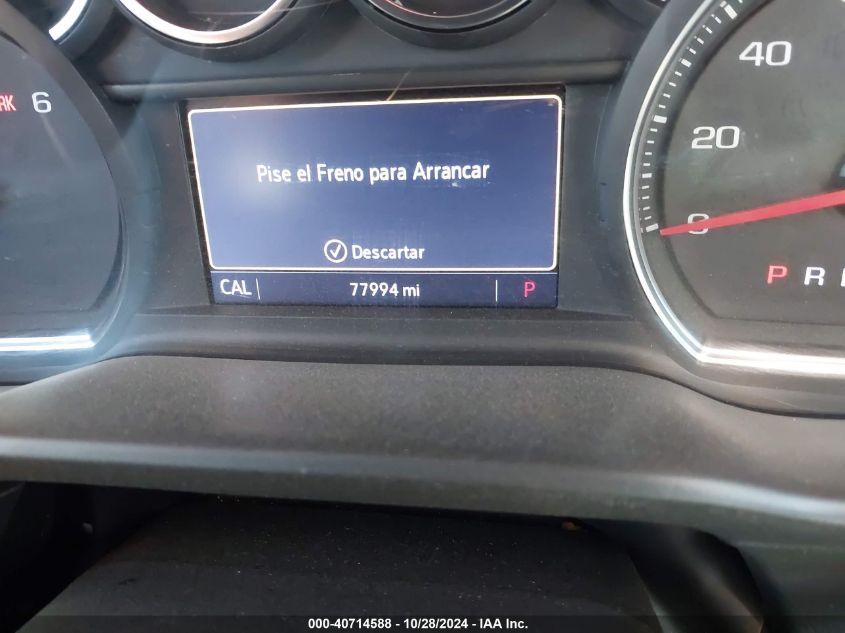 40
RK 6
20
Pise el Freno para Arrancar
0
Descartar
P R
CAL 77994 mi P
000-40714588 - 10/28/2024 - IAA Inc.